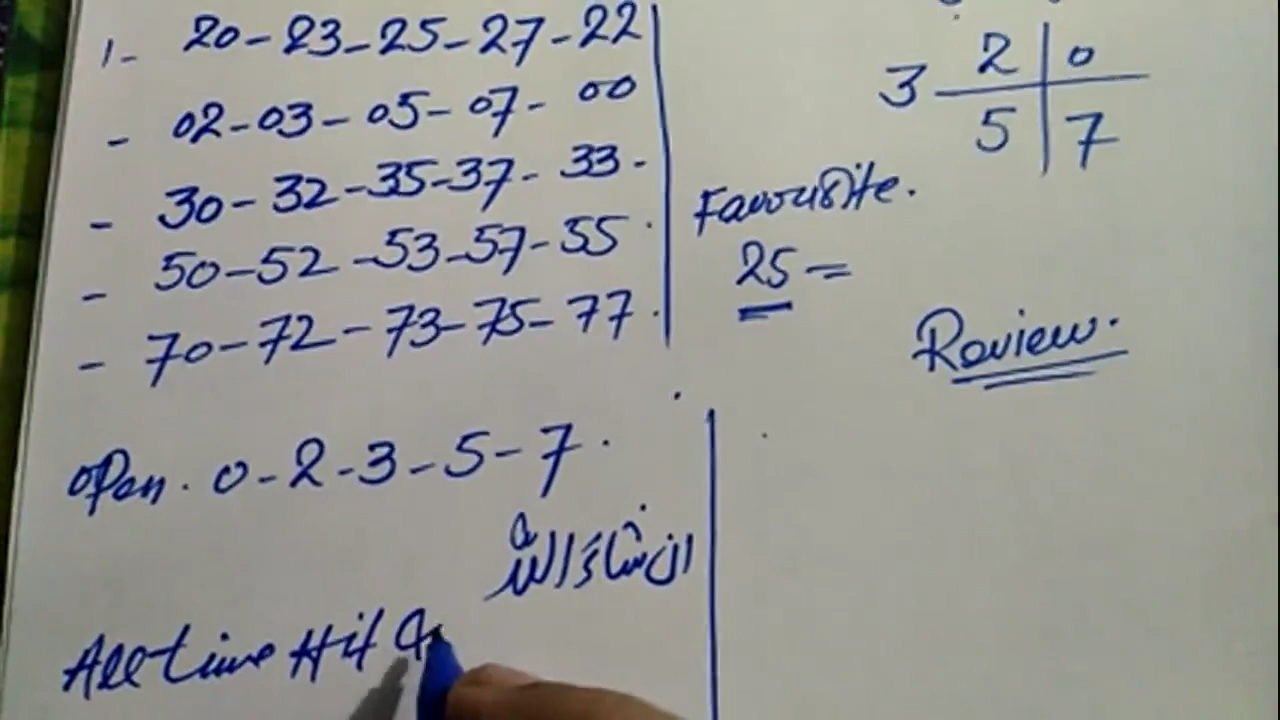 1- 20-23-25-27-22
- 02-03-05-07-00
- 30-32-35-37-33-
- 50-52-53-57-55
- 70-72-73-75-77
open. 0-2-3-5-7.
ان شاءَ اللہ
All time Hit
2 0
3
5 7
Favourite.
25=
Review.